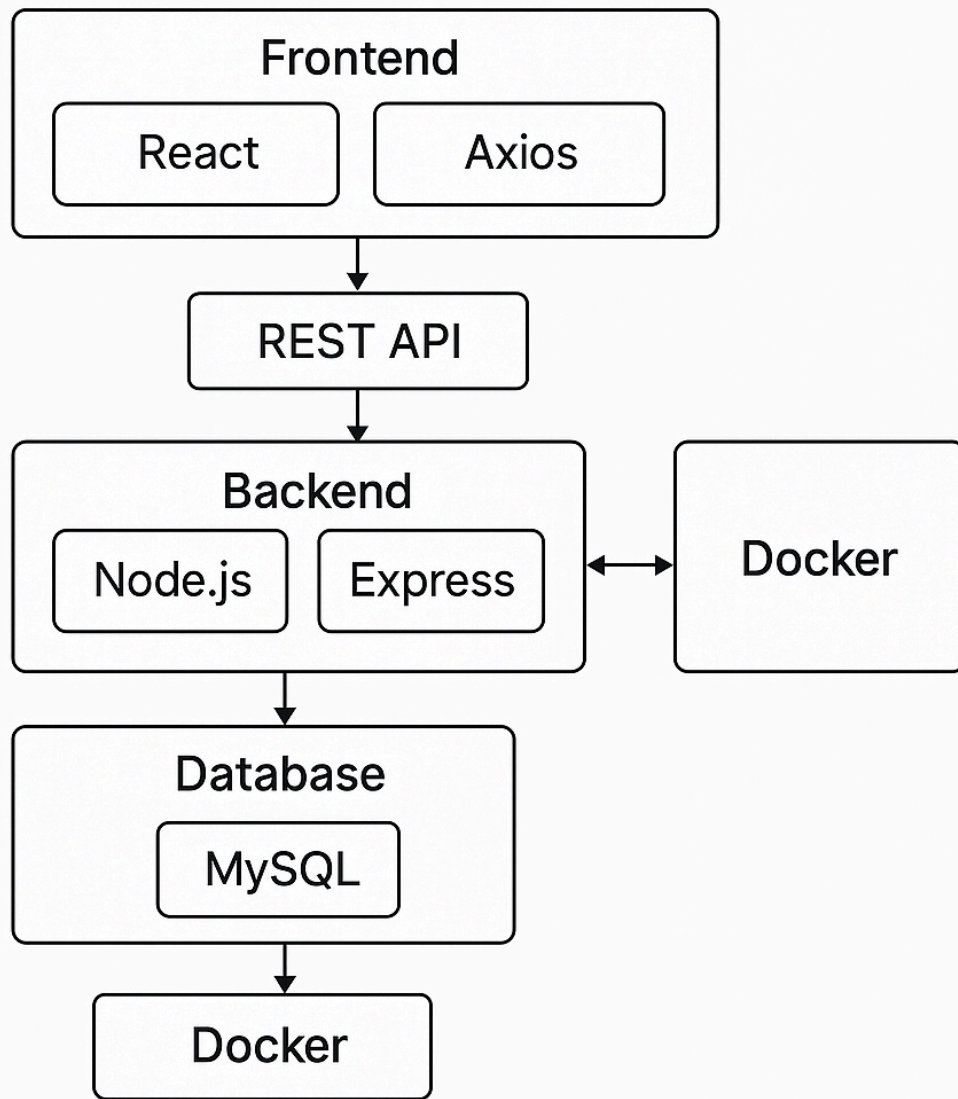 Frontend
React
Axios
REST API
Backend
Node.js
Express
Docker
Database
MySQL
Docker